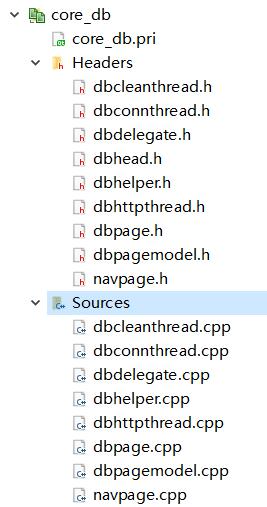 core_db
core_db.pri
Headers
dbcleanthread.h
dbconnthread.h
dbdelegate.h
dbhead.h
dbhelper.h
dbhttpthread.h
dbpage.h
dbpagemodel.h
navpage.h
Sources
dbcleanthread.cpp
dbconnthread.cpp
dbdelegate.cpp
dbhelper.cpp
dbhttpthread.cpp
dbpage.cpp
dbpagemodel.cpp
navpage.cpp